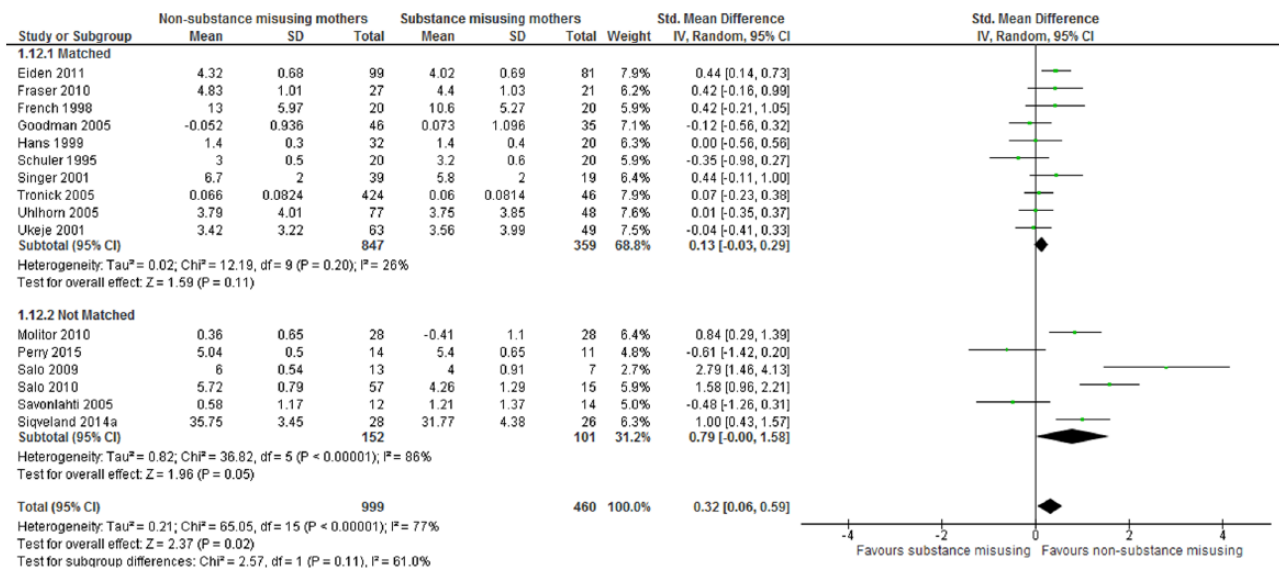 Non-substance misusing mothers Substance misusing mothers Std. Mean Difference Std. Mean Difference
Study or Subgroup Mean SD Total Mean SD Total Weight IV, Random, 95% CI IV, Random, 95% CI
1.12.1 Matched
Eiden 2011 4.32 0.68 99 4.02 0.69 81 7.9% 0.44 [0.14, 0.73]
Fraser 2010 4.83 1.01 27 4.4 1.03 21 6.2% 0.42 [-0.16, 0.99]
French 1998 13 5.97 20 10.6 5.27 20 6.0% 0.42 [-0.21, 1.05]
Goodman 2005 -0.052 0.936 46 0.073 1.096 35 7.1% -0.12 [-0.56, 0.32]
Hans 1999 1.4 0.3 32 1.4 0.4 20 6.3% 0.00 [-0.56, 0.56]
Schuler 1995 3 0.5 20 3.2 0.6 20 5.9% -0.35 [-0.98, 0.27]
Singer 2001 6.7 2 39 5.8 2 19 6.4% 0.44 [-0.11, 1.00]
Tronick 2005 0.066 0.0824 424 0.06 0.0814 46 7.9% 0.07 [-0.23, 0.38]
Uhlhorn 2005 3.79 4.01 77 3.75 3.85 48 7.6% 0.01 [-0.35, 0.37]
Ukeje 2001 3.42 3.22 63 3.56 3.99 49 7.5% -0.04 [-0.41, 0.33]
Subtotal (95% CI) 847 359 68.8% 0.13 [-0.03, 0.29]
Heterogeneity: Tau² = 0.02; Chi² = 12.19, df = 9 (P = 0.20); I² = 26%
Test for overall effect: Z = 1.59 (P = 0.11)
1.12.2 Not Matched
Molitor 2010 0.36 0.65 28 -0.41 1.1 28 6.4% 0.84 [0.29, 1.39]
Perry 2015 5.04 0.5 14 5.4 0.65 11 4.8% -0.61 [-1.42, 0.20]
Salo 2009 6 0.54 13 4 0.91 7 2.7% 2.79 [1.46, 4.13]
Salo 2010 5.72 0.79 57 4.26 1.29 15 5.9% 1.58 [0.96, 2.21]
Savonlahti 2005 0.58 1.17 12 1.21 1.37 14 5.0% -0.48 [-1.26, 0.31]
Sigveland 2014a 35.75 3.45 28 31.77 4.38 26 6.3% 1.00 [0.43, 1.57]
Subtotal (95% CI) 152 101 31.2% 0.79 [-0.00, 1.58]
Heterogeneity: Tau² = 0.82; Chi² = 36.82, df = 5 (P < 0.00001); I² = 86%
Test for overall effect: Z = 1.96 (P = 0.05)
Total (95% CI) 999 460 100.0% 0.32 [0.06, 0.59]
Heterogeneity: Tau² = 0.21; Chi² = 65.05, df = 15 (P < 0.00001); I² = 77%
Test for overall effect: Z = 2.37 (P = 0.02)
Test for subgroup differences: Chi² = 2.57, df = 1 (P = 0.11), I² = 61.0%
-4 -2 0 2 4
Favours substance misusing Favours non-substance misusing